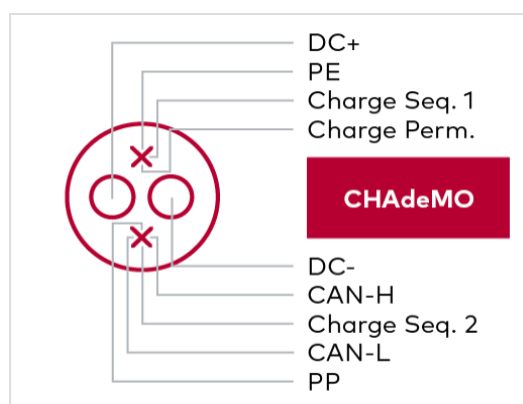 DC+
PE
Charge Seq. 1
Charge Perm.
CHAdeMO
DC-
CAN-H
Charge Seq. 2
CAN-L
PP